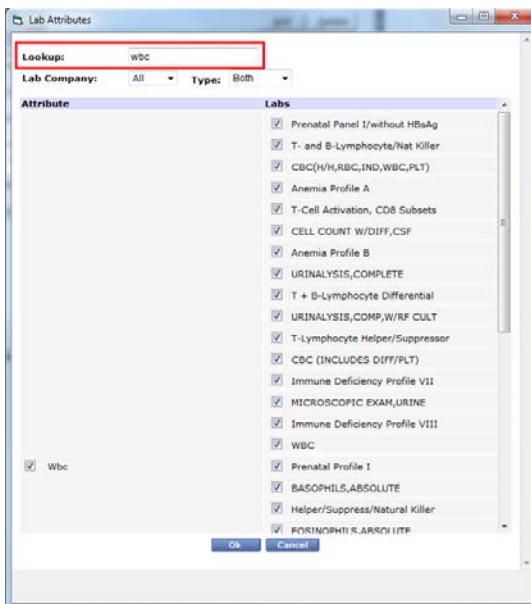 Lab Attributes
Lookup: wbc
Lab Company: All Type: Both
Attribute Labs
Prenatal Panel I/without HBsAg
T- and B-Lymphocyte/Nat Killer
CBC(H/H,RBC,IND,WBC,PLT)
Anemia Profile A
T-Cell Activation, CD8 Subsets
CELL COUNT W/DIFF,CSF
Anemia Profile B
URINALYSIS,COMPLETE
T + B-Lymphocyte Differential
URINALYSIS,COMP,W/RF CULT
T-Lymphocyte Helper/Suppressor
CBC (INCLUDES DIFF/PLT)
Immune Deficiency Profile VII
MICROSCOPIC EXAM,URINE
Immune Deficiency Profile VIII
WBC
Wbc Prenatal Profile I
BASOPHILS,ABSOLUTE
Helper/Suppress/Natural Killer
EOSINOPHILS,ABSOLUTE
Ok Cancel